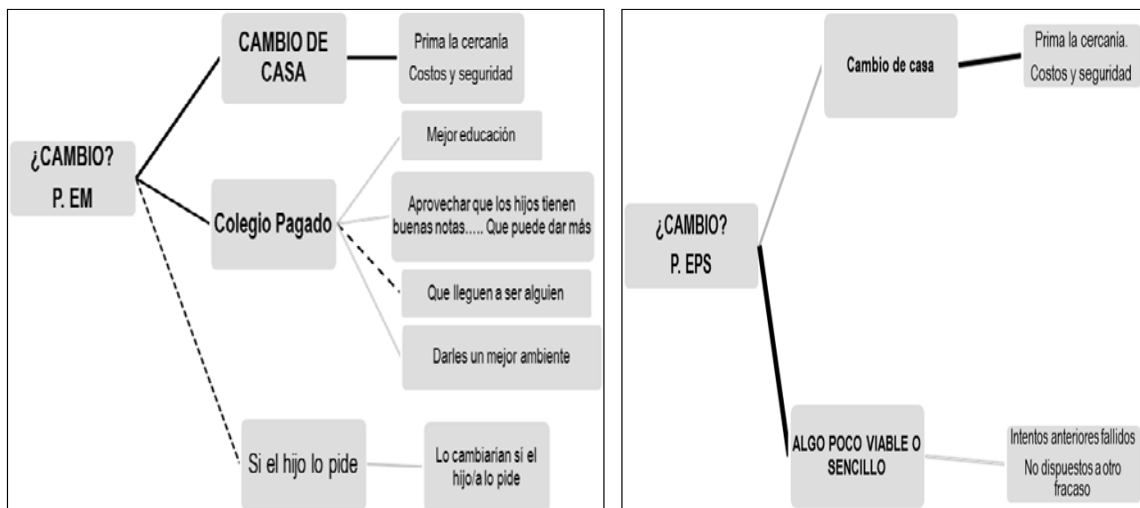 ¿CAMBIO?
P. EM
CAMBIO DE
CASA
Prima la cercanía
Costos y seguridad
Colegio Pagado
Mejor educación
Aprovechar que los hijos tienen
buenas notas..... Que puede dar más
Que lleguen a ser alguien
Darles un mejor ambiente
Si el hijo lo pide
Lo cambiarian si el
hijo/a lo pide
¿CAMBIO?
P. EPS
Cambio de casa
Prima la cercania.
Costos y seguridad
ALGO POCO VIABLE O
SENCILLO
Intentos anteriores fallidos
No dispuestos a otro
fracaso